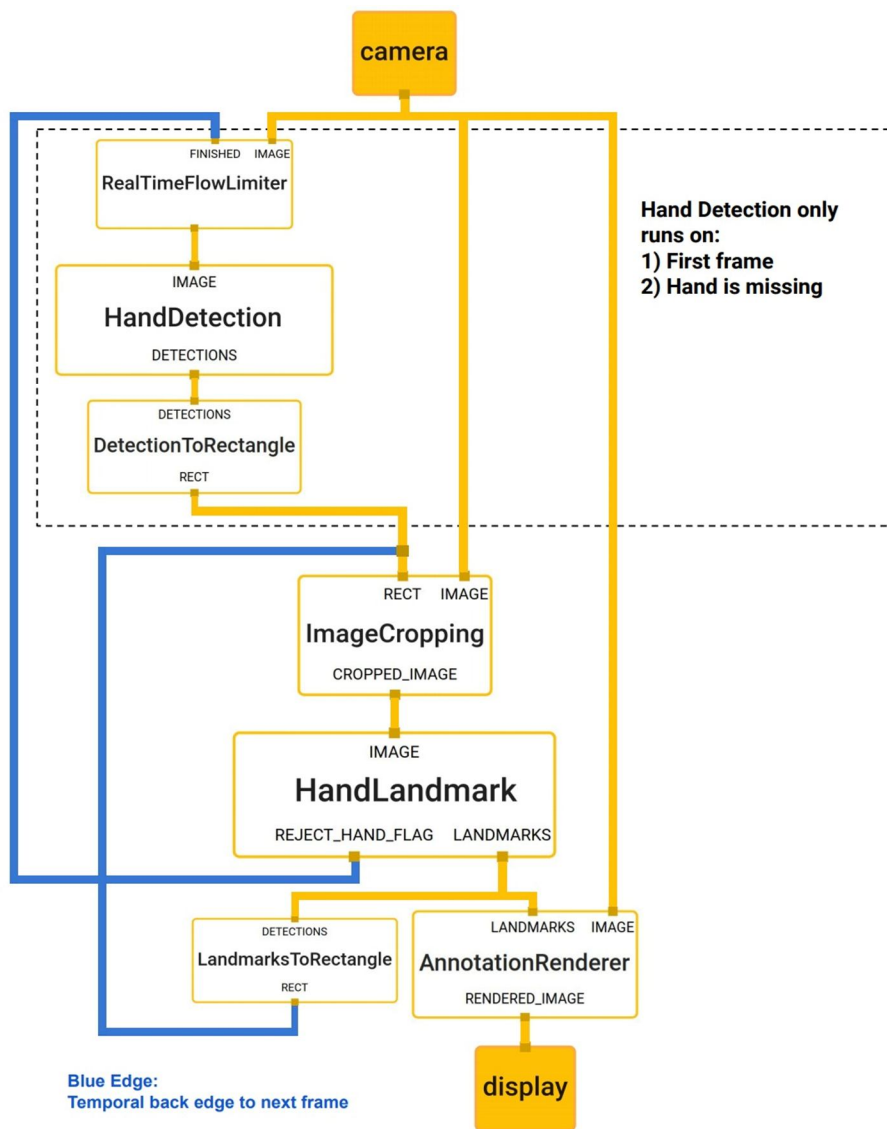 camera
FINISHED IMAGE
RealTimeFlowLimiter
Hand Detection only
runs on:
1) First frame
2) Hand is missing
IMAGE
HandDetection
DETECTIONS
DETECTIONS
DetectionToRectangle
RECT
RECT IMAGE
ImageCropping
CROPPED_IMAGE
IMAGE
HandLandmark
REJECT_HAND_FLAG LANDMARKS
DETECTIONS
LandmarksToRectangle
RECT
LANDMARKS IMAGE
AnnotationRenderer
RENDERED_IMAGE
display
Blue Edge:
Temporal back edge to next frame